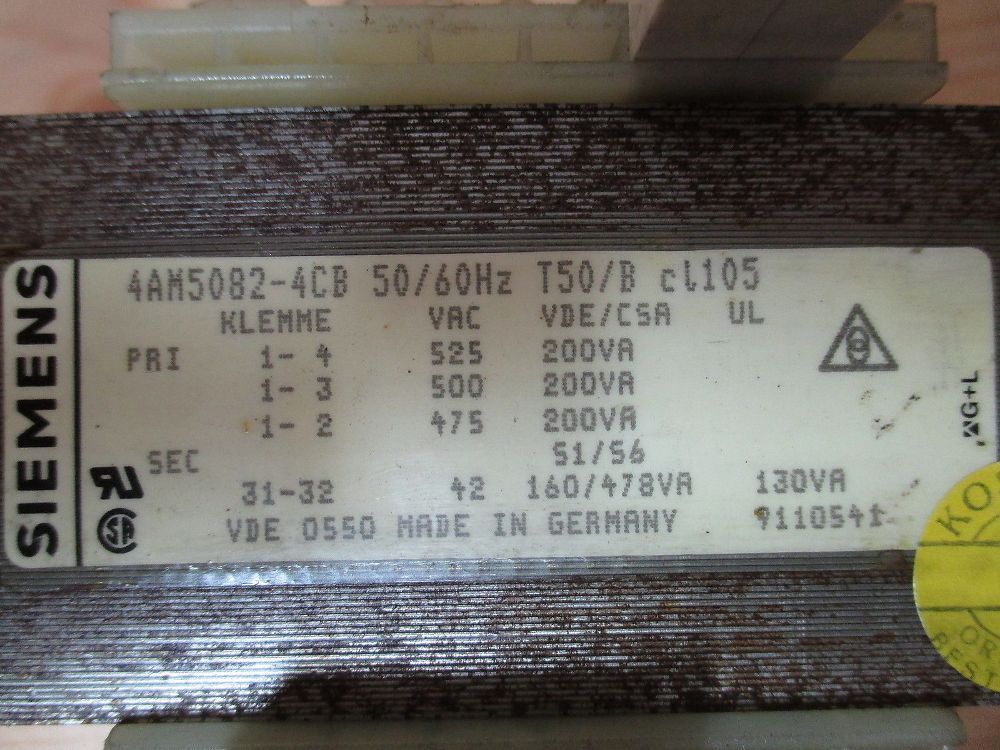 SIEMENS
4AM5082-4CB 50/60Hz T50/B cl105
KLEMME VAC VDE/CSA UL
PRI 1- 4 525 200VA
1- 3 500 200VA
1- 2 475 200VA
SEC S1/S6
31-32 42 160/478VA 130VA
VDE 0550 MADE IN GERMANY 9110541
G+L